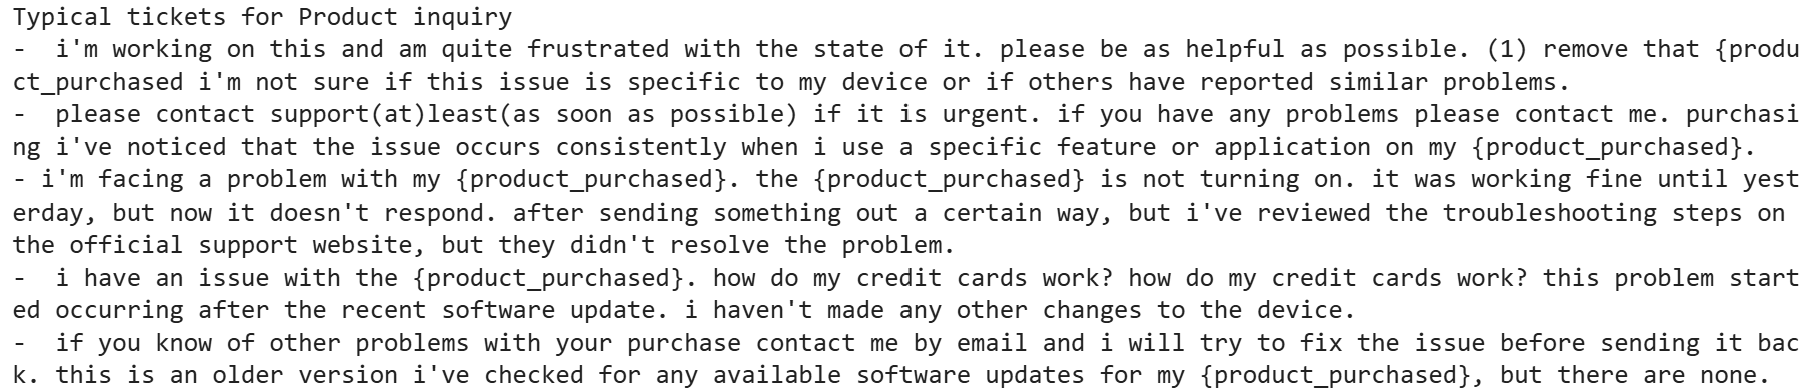 Typical tickets for Product inquiry
-  i'm working on this and am quite frustrated with the state of it. please be as helpful as possible. (1) remove that {produ
ct_purchased i'm not sure if this issue is specific to my device or if others have reported similar problems.
-  please contact support(at)least(as soon as possible) if it is urgent. if you have any problems please contact me. purchasi
ng i've noticed that the issue occurs consistently when i use a specific feature or application on my {product_purchased}.
- i'm facing a problem with my {product_purchased}. the {product_purchased} is not turning on. it was working fine until yest
erday, but now it doesn't respond. after sending something out a certain way, but i've reviewed the troubleshooting steps on
the official support website, but they didn't resolve the problem.
-  i have an issue with the {product_purchased}. how do my credit cards work? how do my credit cards work? this problem start
ed occurring after the recent software update. i haven't made any other changes to the device.
-  if you know of other problems with your purchase contact me by email and i will try to fix the issue before sending it bac
k. this is an older version i've checked for any available software updates for my {product_purchased}, but there are none.